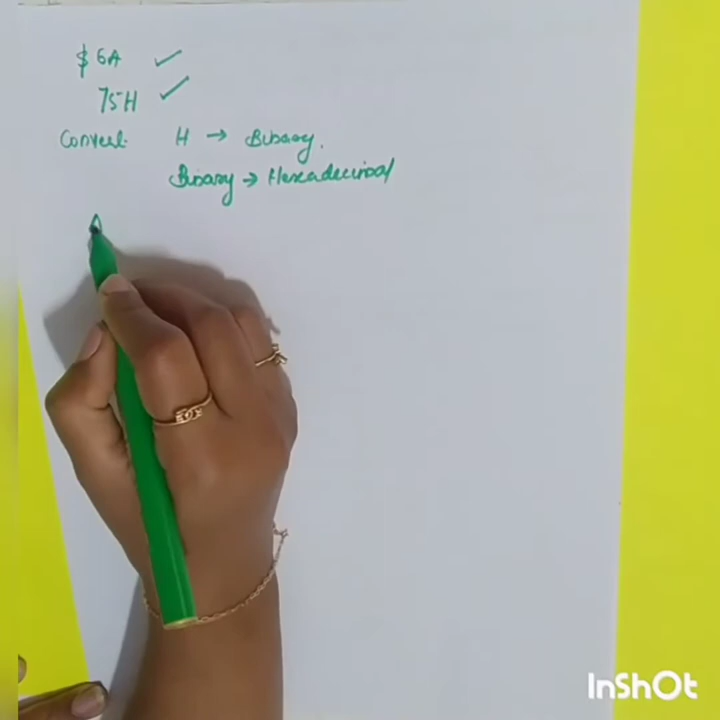 $ 6A ✓
75H ✓
Convert H → Binary.
Binary → Hexadecimal
InShOt